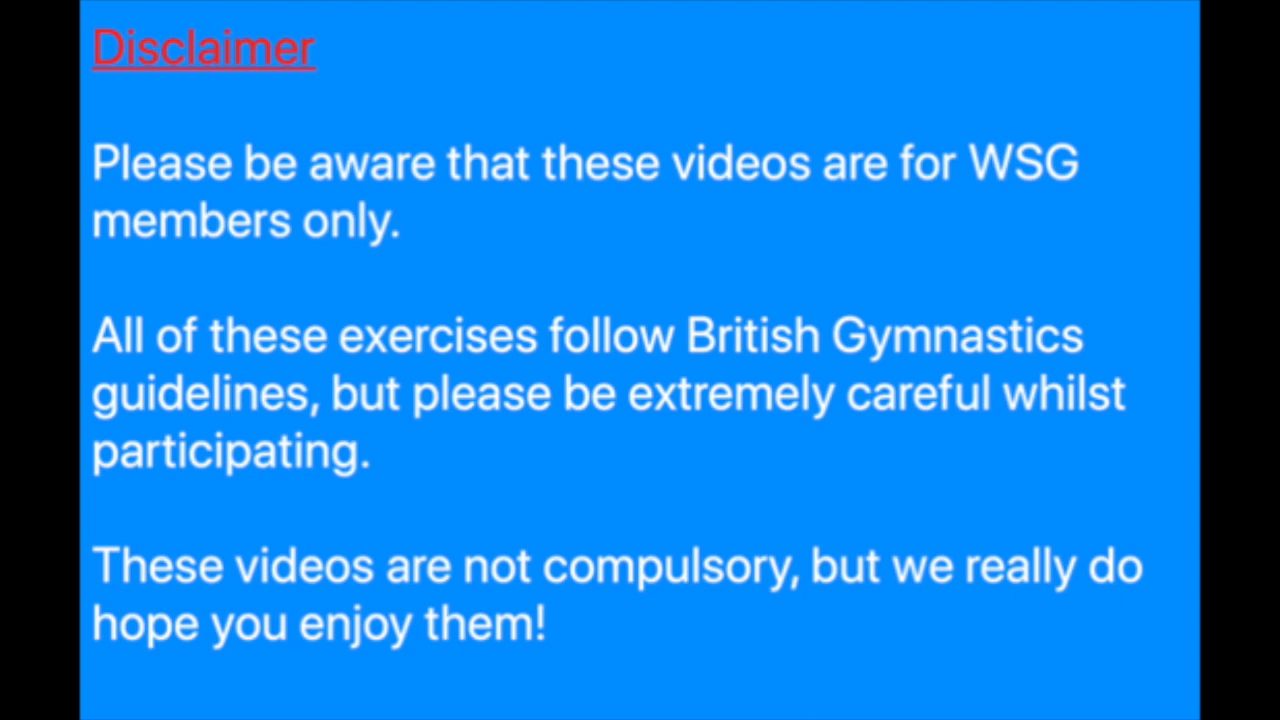 Disclaimer
Please be aware that these videos are for WSG
members only.
All of these exercises follow British Gymnastics
guidelines, but please be extremely careful whilst
participating.
These videos are not compulsory, but we really do
hope you enjoy them!